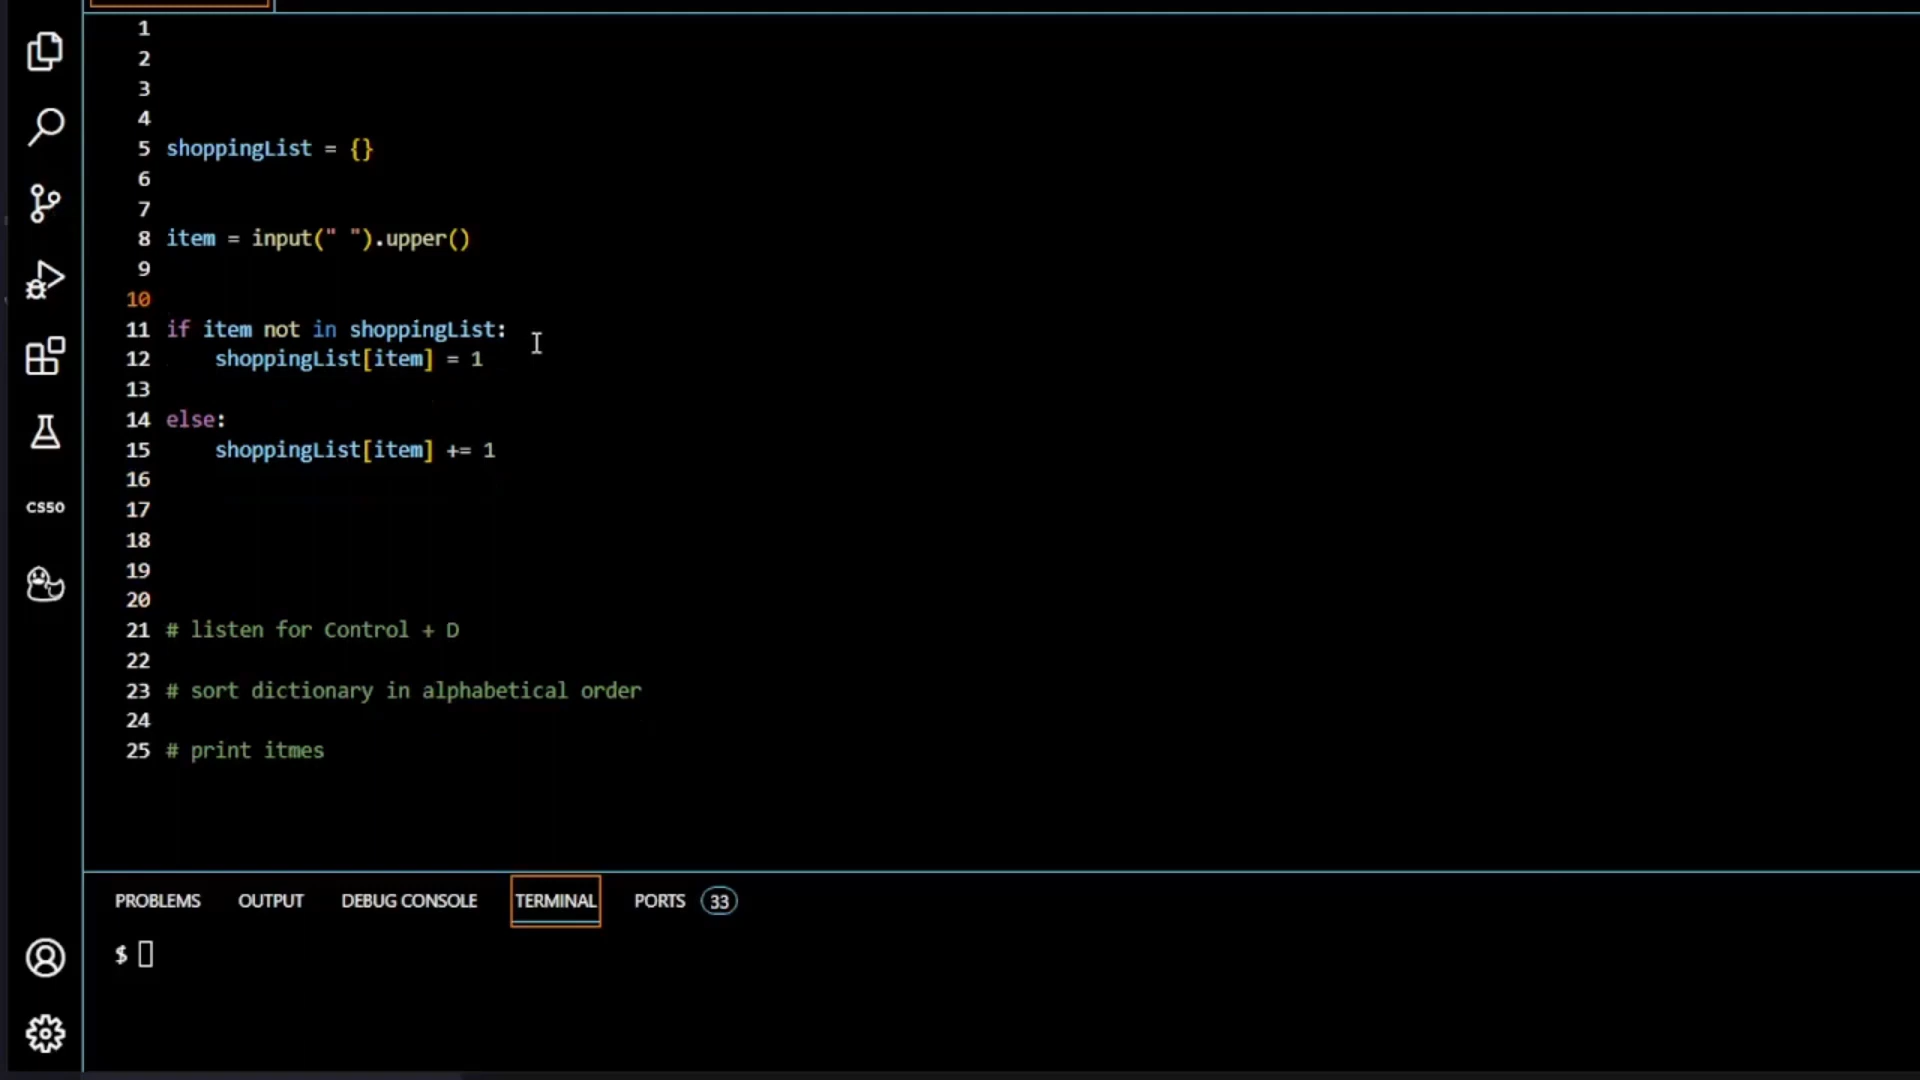 1
2
3
4
5 shoppingList = {}
6
7
8 item = input(" ").upper()
9
10
11 if item not in shoppingList:
12     shoppingList[item] = 1
13
14 else:
15     shoppingList[item] += 1
16
17
18
19
20
21 # listen for Control + D
22
23 # sort dictionary in alphabetical order
24
25 # print itmes
CS50
PROBLEMS OUTPUT DEBUG CONSOLE TERMINAL PORTS 33
$